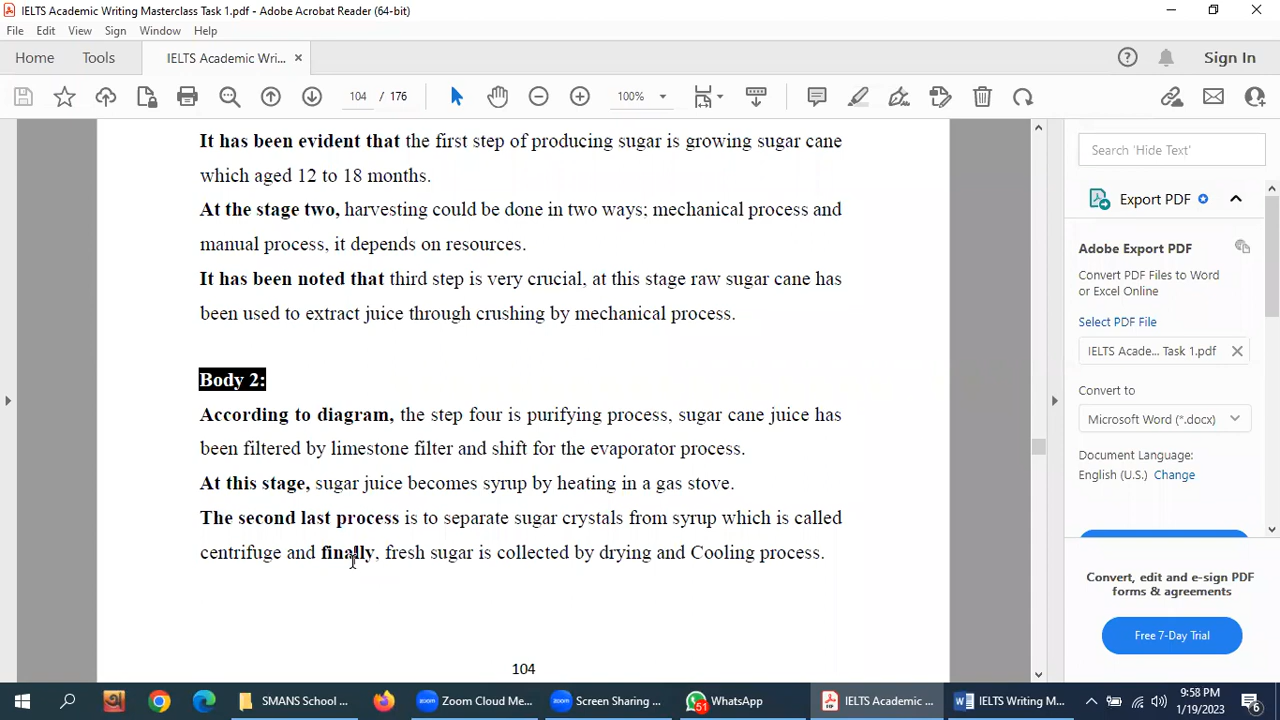 IELTS Academic Writing Masterclass Task 1.pdf - Adobe Acrobat Reader (64-bit)
File Edit View Sign Window Help
Home Tools IELTS Academic Wri... × Sign In
104 / 176 100%
It has been evident that the first step of producing sugar is growing sugar cane
which aged 12 to 18 months.
At the stage two, harvesting could be done in two ways; mechanical process and
manual process, it depends on resources.
It has been noted that third step is very crucial, at this stage raw sugar cane has
been used to extract juice through crushing by mechanical process.
Body 2:
According to diagram, the step four is purifying process, sugar cane juice has
been filtered by limestone filter and shift for the evaporator process.
At this stage, sugar juice becomes syrup by heating in a gas stove.
The second last process is to separate sugar crystals from syrup which is called
centrifuge and finally, fresh sugar is collected by drying and Cooling process.
104
Search 'Hide Text'
Export PDF
Adobe Export PDF
Convert PDF Files to Word
or Excel Online
Select PDF File
IELTS Acade... Task 1.pdf
Convert to
Microsoft Word (*.docx)
Document Language:
English (U.S.) Change
Convert, edit and e-sign PDF
forms & agreements
Free 7-Day Trial
SMANS School ... Zoom Cloud Me... Screen Sharing ... 51 WhatsApp IELTS Academic ... IELTS Writing M...
9:58 PM
1/19/2023
6